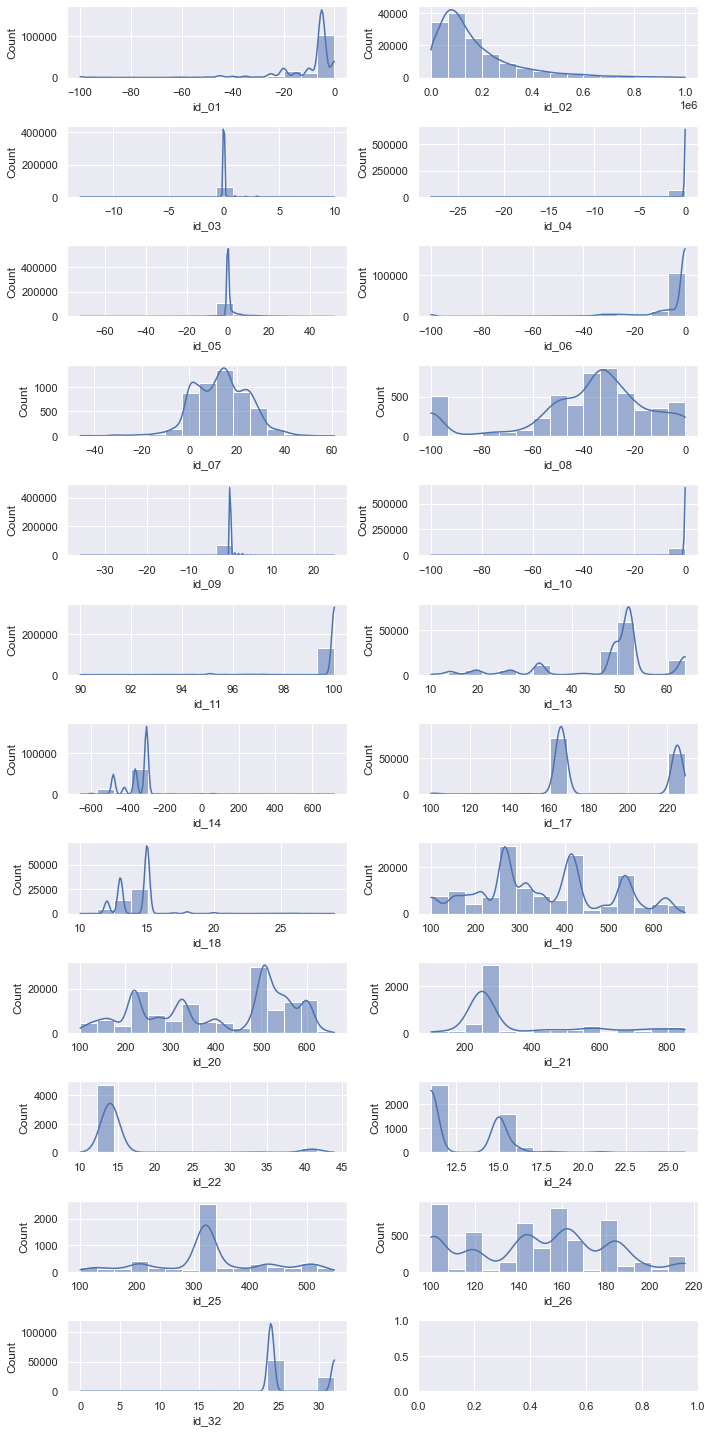 100000
0
Count
−100 −80 −60 −40 −20 0
id_01
40000
20000
0
Count
0.0 0.2 0.4 0.6 0.8 1.0
1e6
id_02
400000
200000
0
Count
−10 −5 0 5 10
id_03
500000
250000
0
Count
−25 −20 −15 −10 −5 0
id_04
400000
200000
0
Count
−60 −40 −20 0 20 40
id_05
100000
0
Count
−100 −80 −60 −40 −20 0
id_06
1000
500
0
Count
−40 −20 0 20 40 60
id_07
500
0
Count
−100 −80 −60 −40 −20 0
id_08
400000
200000
0
Count
−30 −20 −10 0 10 20
id_09
500000
250000
0
Count
−100 −80 −60 −40 −20 0
id_10
200000
0
Count
90 92 94 96 98 100
id_11
50000
0
Count
10 20 30 40 50 60
id_13
100000
0
Count
−600 −400 −200 0 200 400 600
id_14
50000
0
Count
100 120 140 160 180 200 220
id_17
50000
25000
0
Count
10 15 20 25
id_18
20000
0
Count
100 200 300 400 500 600
id_19
20000
0
Count
100 200 300 400 500 600
id_20
2000
0
Count
200 400 600 800
id_21
4000
2000
0
Count
10 15 20 25 30 35 40 45
id_22
2000
1000
0
Count
12.5 15.0 17.5 20.0 22.5 25.0
id_24
2000
1000
0
Count
100 200 300 400 500
id_25
500
0
Count
100 120 140 160 180 200 220
id_26
100000
50000
0
Count
0 5 10 15 20 25 30
id_32
1.0
0.5
0.0
0.0 0.2 0.4 0.6 0.8 1.0